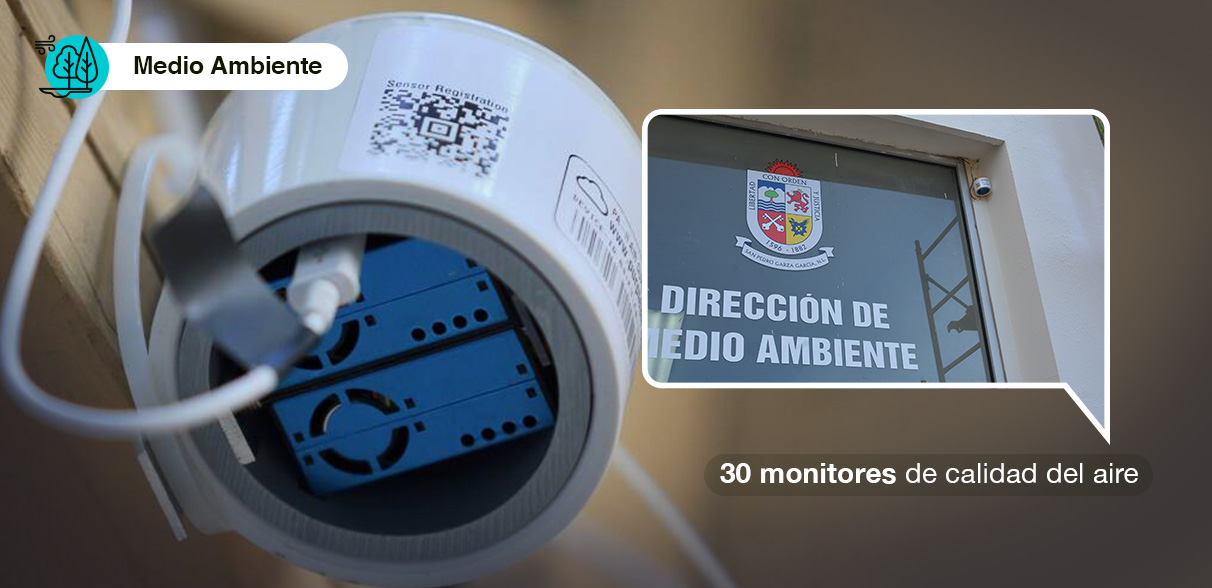 Medio Ambiente
Sensor Registration
CON ORDEN
LIBERTAD
Y JUSTICIA
1596 - 1882
SAN PEDRO GARZA GARCÍA, N.L.
DIRECCIÓN DE
MEDIO AMBIENTE
30 monitores de calidad del aire